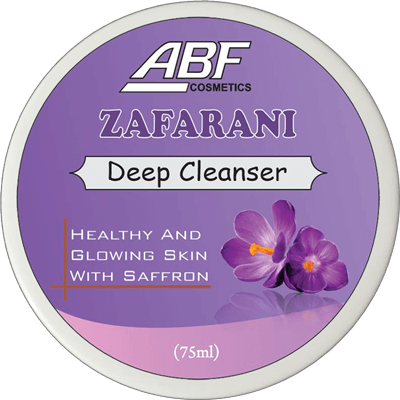 ABF
COSMETICS
ZAFARANI
Deep Cleanser
HEALTHY AND
GLOWING SKIN
WITH SAFFRON
(75ml)